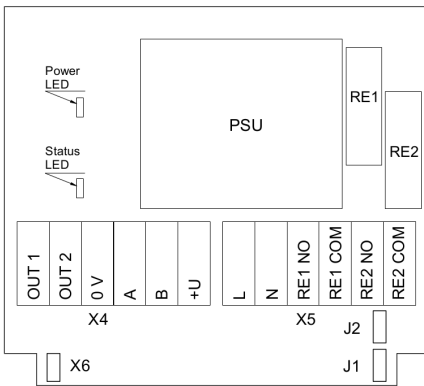 Power
LED
Status
LED
PSU
RE1
RE2
OUT 1
OUT 2
0 V
A
B
+U
L
N
RE1 NO
RE1 COM
RE2 NO
RE2 COM
X4
X5
J2
X6
J1